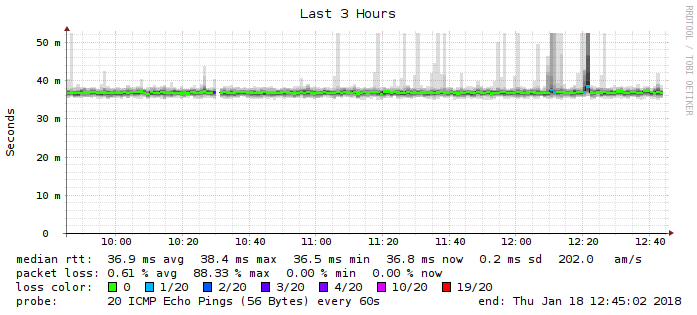 Last 3 Hours
RRDTOOL / TOBI OETIKER
Seconds
50 m
40 m
30 m
20 m
10 m
0
10:00 10:20 10:40 11:00 11:20 11:40 12:00 12:20 12:40
median rtt: 36.9 ms avg 38.4 ms max 36.5 ms min 36.8 ms now 0.2 ms sd 202.0 am/s
packet loss: 0.61 % avg 88.33 % max 0.00 % min 0.00 % now
loss color: 0 1/20 2/20 3/20 4/20 10/20 19/20
probe: 20 ICMP Echo Pings (56 Bytes) every 60s end: Thu Jan 18 12:45:02 2018